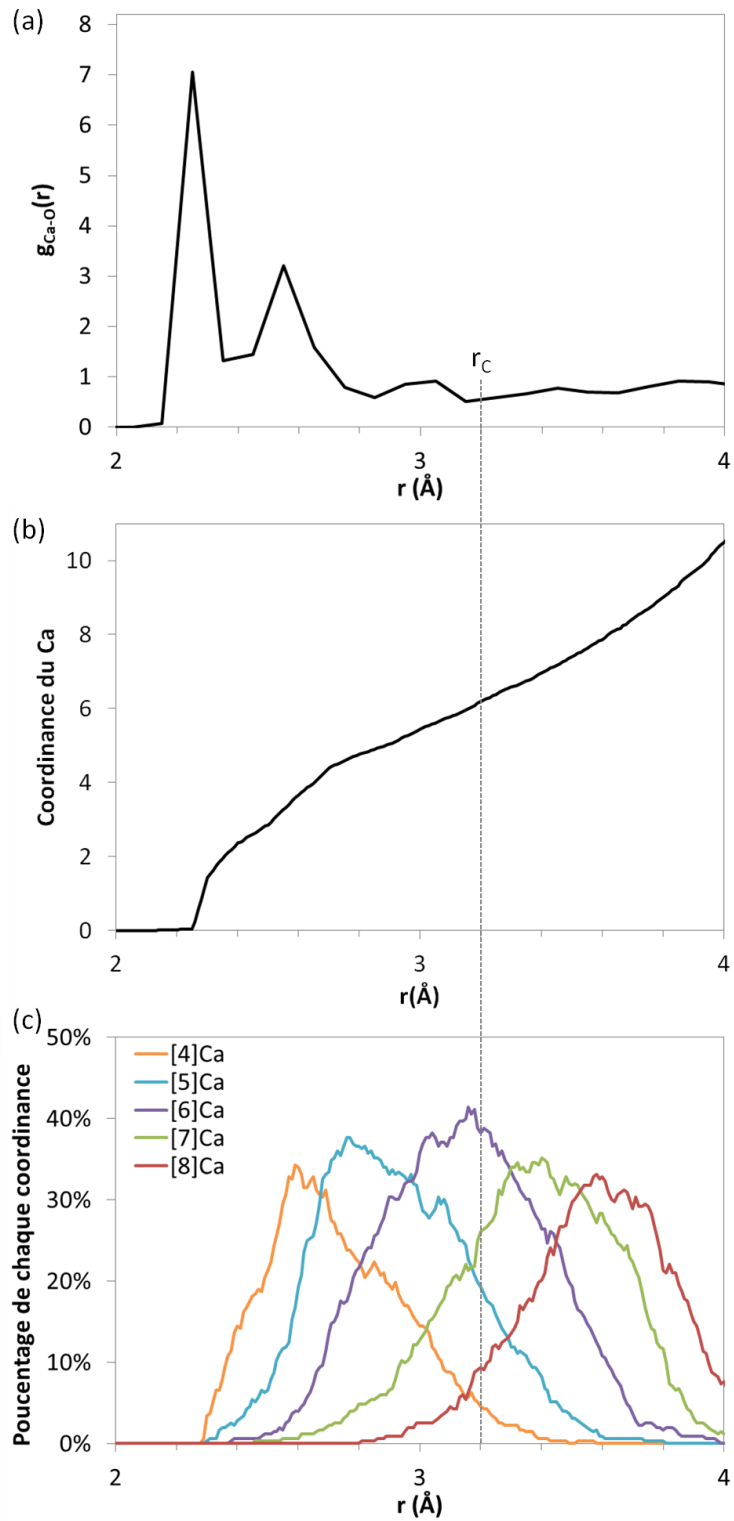 (a)
8
7
6
5
4
3
2
1
0
gCa-O(r)
rC
2 3 4
r (Å)
(b)
10
8
6
4
2
0
Coordinance du Ca
2 3 4
r(Å)
(c)
50%
40%
30%
20%
10%
0%
Poucentage de chaque coordinance
[4]Ca
[5]Ca
[6]Ca
[7]Ca
[8]Ca
2 3 4
r (Å)